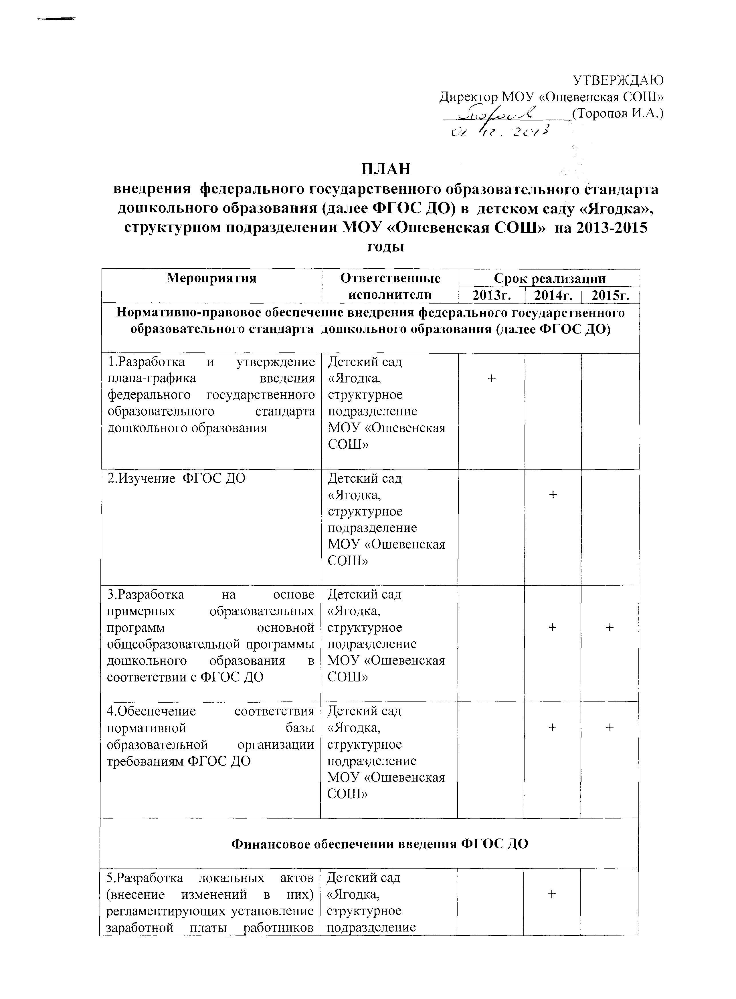 УТВЕРЖДАЮ
Директор МОУ «Ошевенская СОШ»
(Торопов И.А.)
2013
ПЛАН
внедрения федерального государственного образовательного стандарта
дошкольного образования (далее ФГОС ДО) в детском саду «Ягодка»,
структурном подразделении МОУ «Ошевенская СОШ» на 2013-2015
годы
Мероприятия
Ответственные
исполнители
Срок реализации
2013г. 2014г. 2015г.
Нормативно-правовое обеспечение внедрения федерального государственного
образовательного стандарта дошкольного образования (далее ФГОС ДО)
1.Разработка и утверждение
плана-графика введения
федерального государственного
образовательного стандарта
дошкольного образования
Детский сад
«Ягодка,
структурное
подразделение
МОУ «Ошевенская
СОШ»
+
2.Изучение ФГОС ДО
Детский сад
«Ягодка,
структурное
подразделение
МОУ «Ошевенская
СОШ»
+
3.Разработка на основе
примерных образовательных
программ основной
общеобразовательной программы
дошкольного образования в
соответствии с ФГОС ДО
Детский сад
«Ягодка,
структурное
подразделение
МОУ «Ошевенская
СОШ»
+ +
4.Обеспечение соответствия
нормативной базы
образовательной организации
требованиям ФГОС ДО
Детский сад
«Ягодка,
структурное
подразделение
МОУ «Ошевенская
СОШ»
+ +
Финансовое обеспечении введения ФГОС ДО
5.Разработка локальных актов
(внесение изменений в них)
регламентирующих установление
заработной платы работников
Детский сад
«Ягодка,
структурное
подразделение
+